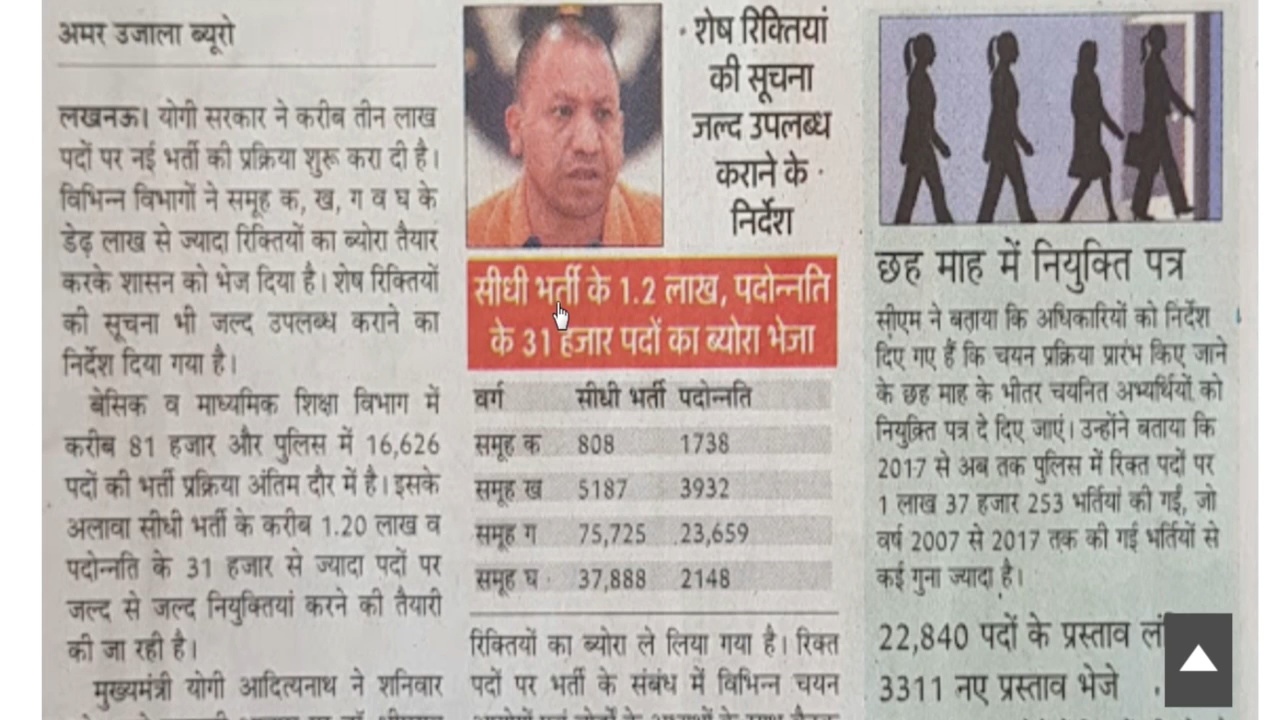 अमर उजाला ब्यूरो
लखनऊ। योगी सरकार ने करीब तीन लाख
पदों पर नई भर्ती की प्रक्रिया शुरू करा दी है।
विभिन्न विभागों ने समूह क, ख, ग व घ के
डेढ़ लाख से ज्यादा रिक्तियों का ब्योरा तैयार
करके शासन को भेज दिया है। शेष रिक्तियों
की सूचना भी जल्द उपलब्ध कराने का
निर्देश दिया गया है।
बेसिक व माध्यमिक शिक्षा विभाग में
करीब 81 हजार और पुलिस में 16,626
पदों की भर्ती प्रक्रिया अंतिम दौर में है। इसके
अलावा सीधी भर्ती के करीब 1.20 लाख व
पदोन्नति के 31 हजार से ज्यादा पदों पर
जल्द से जल्द नियुक्तियां करने की तैयारी
की जा रही है।
मुख्यमंत्री योगी आदित्यनाथ ने शनिवार
शेष रिक्तियां
की सूचना
जल्द उपलब्ध
कराने के
निर्देश
सीधी भर्ती के 1.2 लाख, पदोन्नति
के 31 हजार पदों का ब्योरा भेजा
वर्ग सीधी भर्ती पदोन्नति
समूह क 808 1738
समूह ख 5187 3932
समूह ग 75,725 23,659
समूह घ 37,888 2148
रिक्तियों का ब्योरा ले लिया गया है। रिक्त
पदों पर भर्ती के संबंध में विभिन्न चयन
छह माह में नियुक्ति पत्र
सीएम ने बताया कि अधिकारियों को निर्देश
दिए गए हैं कि चयन प्रक्रिया प्रारंभ किए जाने
के छह माह के भीतर चयनित अभ्यर्थियों को
नियुक्ति पत्र दे दिए जाएं। उन्होंने बताया कि
2017 से अब तक पुलिस में रिक्त पदों पर
1 लाख 37 हजार 253 भर्तियां की गईं, जो
वर्ष 2007 से 2017 तक की गई भर्तियों से
कई गुना ज्यादा है।
22,840 पदों के प्रस्ताव
3311 नए प्रस्ताव भेजे